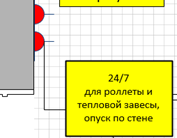 24/7
для роллеты и
тепловой завесы,
опуск по стене